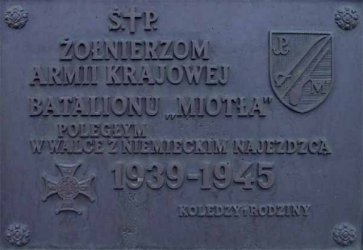 Ś.✝P.
ŻOŁNIERZOM
ARMII KRAJOWEJ
BATALIONU „MIOTŁA”
POLEGŁYM
W WALCE Z NIEMIECKIM NAJEŹDŹCĄ
1939-1945
KOLEDZY i RODZINY
P
M